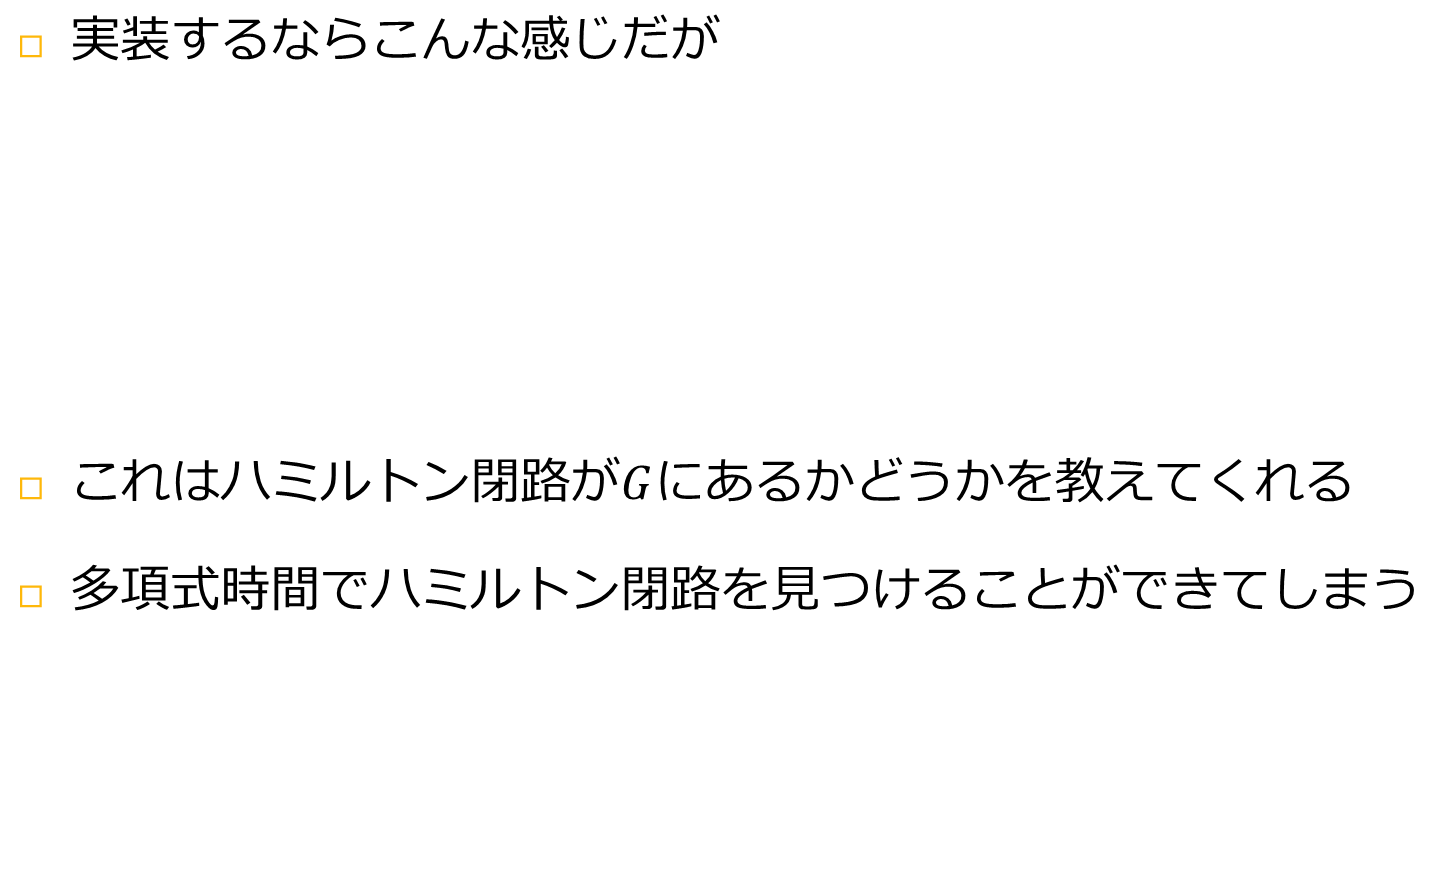 実装するならこんな感じだが
これはハミルトン閉路がGにあるかどうかを教えてくれる
多項式時間でハミルトン閉路を見つけることができてしまう